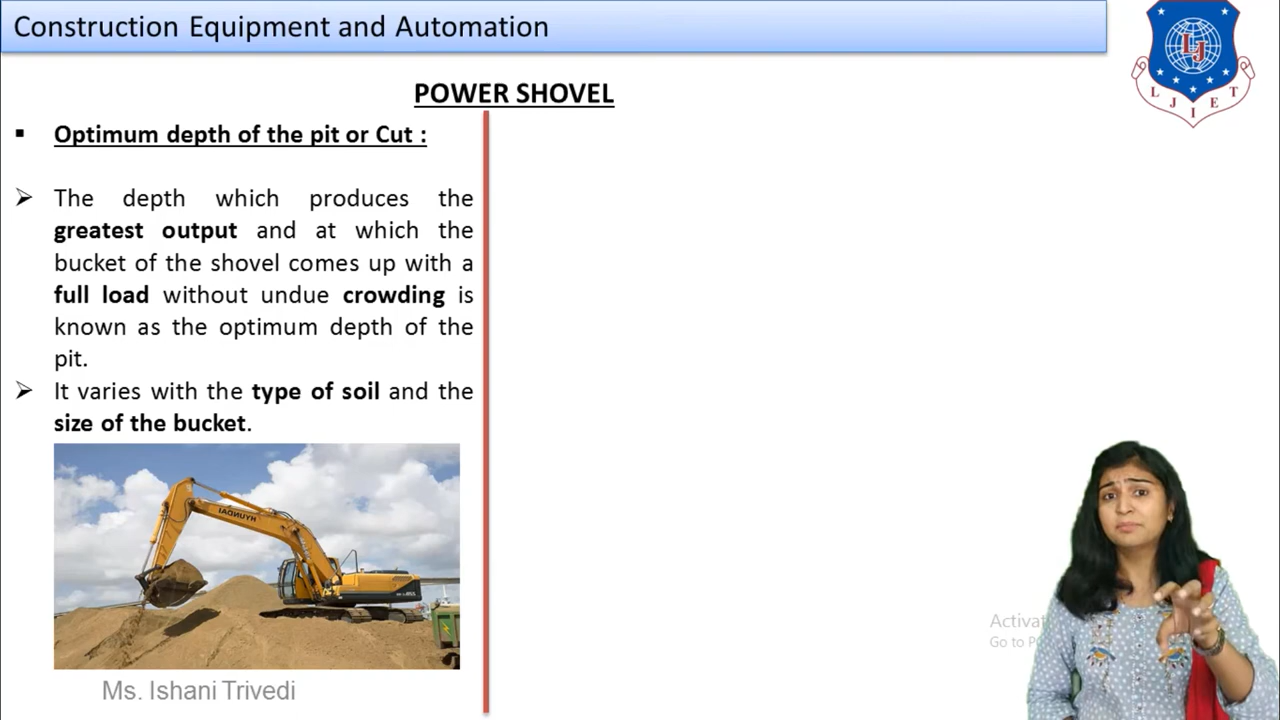 Construction Equipment and Automation
LJ
L J I E T
POWER SHOVEL
Optimum depth of the pit or Cut :
The depth which produces the
greatest output and at which the
bucket of the shovel comes up with a
full load without undue crowding is
known as the optimum depth of the
pit.
It varies with the type of soil and the
size of the bucket.
HYUNDAI
Ms. Ishani Trivedi
Go to